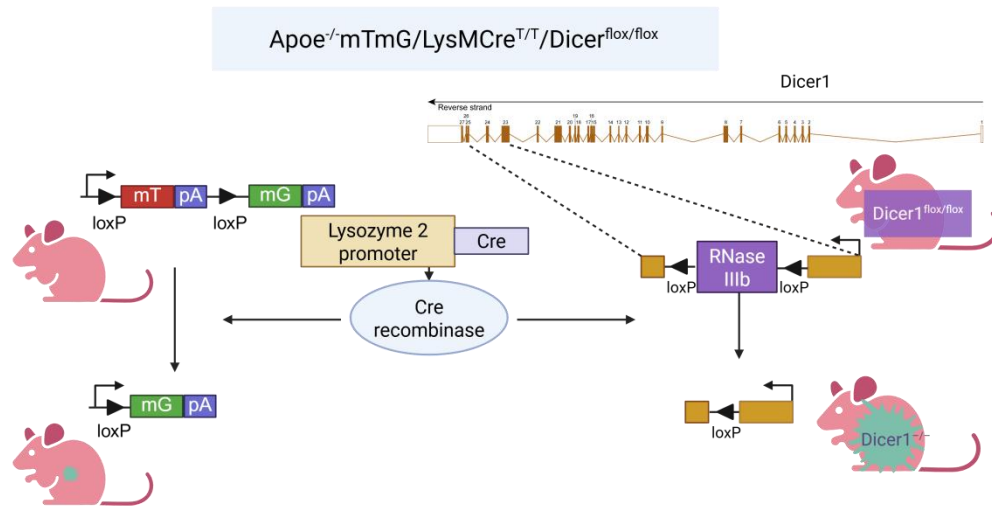 Apoe-/-mTmG/LysMCreT/T/Dicerflox/flox
Dicer1
Reverse strand
28 19 18
27 25 24 23 22 21 20 18 17 15 14 13 12 11 10 9 8 7 6 5 4 3 2 1
mT pA mG pA
loxP loxP
Lysozyme 2
promoter
Cre
Dicer1flox/flox
RNase
IIIb
loxP loxP
Cre
recombinase
mG pA
loxP
loxP
Dicer1-/-